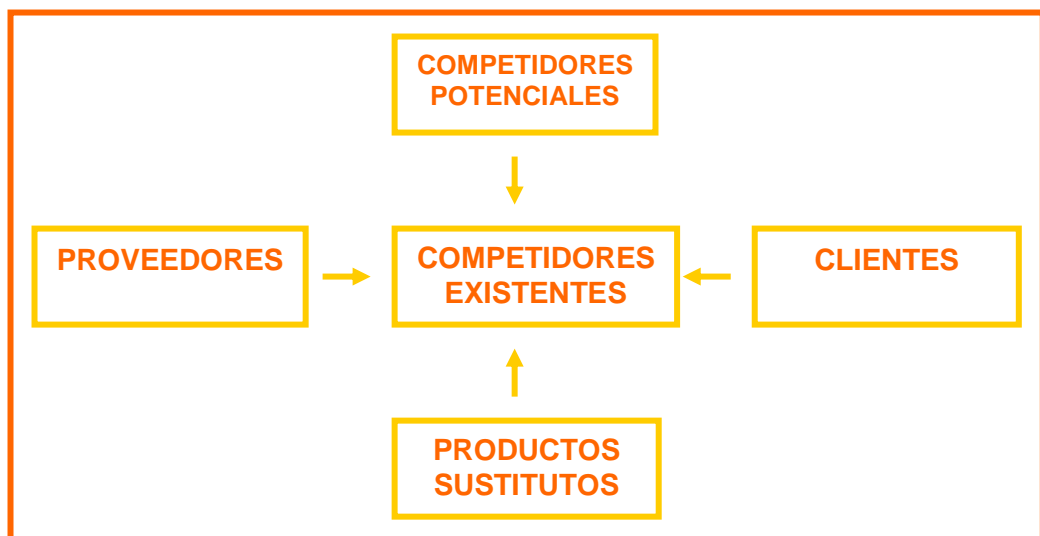 COMPETIDORES
POTENCIALES
PROVEEDORES
COMPETIDORES
EXISTENTES
CLIENTES
PRODUCTOS
SUSTITUTOS